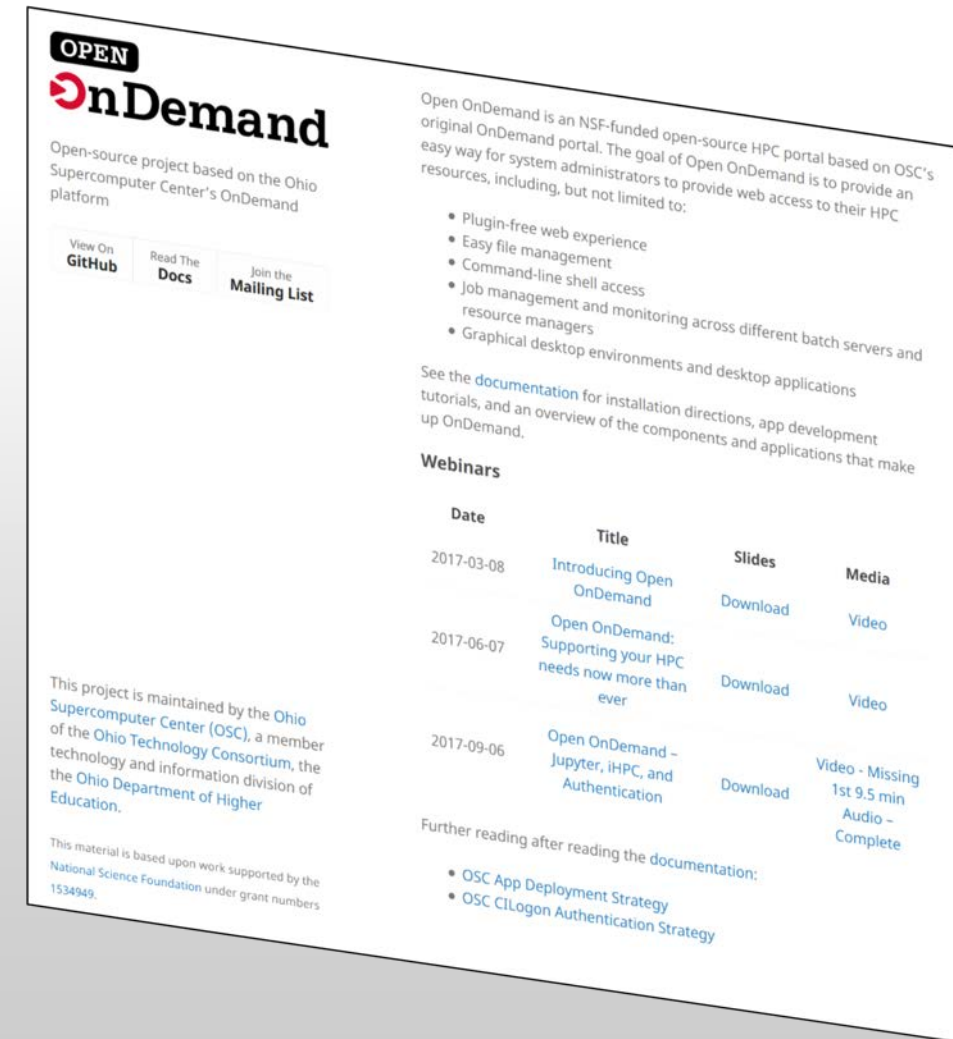 OPEN
OnDemand
Open-source project based on the Ohio
Supercomputer Center's OnDemand
platform
View On
GitHub
Read The
Docs
Join the
Mailing List
This project is maintained by the Ohio
Supercomputer Center (OSC), a member
of the Ohio Technology Consortium, the
technology and information division of
the Ohio Department of Higher
Education.
This material is based upon work supported by the
National Science Foundation under grant numbers
1534949.
Open OnDemand is an NSF-funded open-source HPC portal based on OSC's
original OnDemand portal. The goal of Open OnDemand is to provide an
easy way for system administrators to provide web access to their HPC
resources, including, but not limited to:
• Plugin-free web experience
• Easy file management
• Command-line shell access
• Job management and monitoring across different batch servers and
resource managers
• Graphical desktop environments and desktop applications
See the documentation for installation directions, app development
tutorials, and an overview of the components and applications that make
up OnDemand.
Webinars
Date Title Slides Media
2017-03-08 Introducing Open Download Video
OnDemand
2017-06-07 Open OnDemand: Download Video
Supporting your HPC
needs now more than
ever
2017-09-06 Open OnDemand – Download Video - Missing
Jupyter, iHPC, and 1st 9.5 min
Authentication Audio –
Complete
Further reading after reading the documentation:
• OSC App Deployment Strategy
• OSC CILogon Authentication Strategy